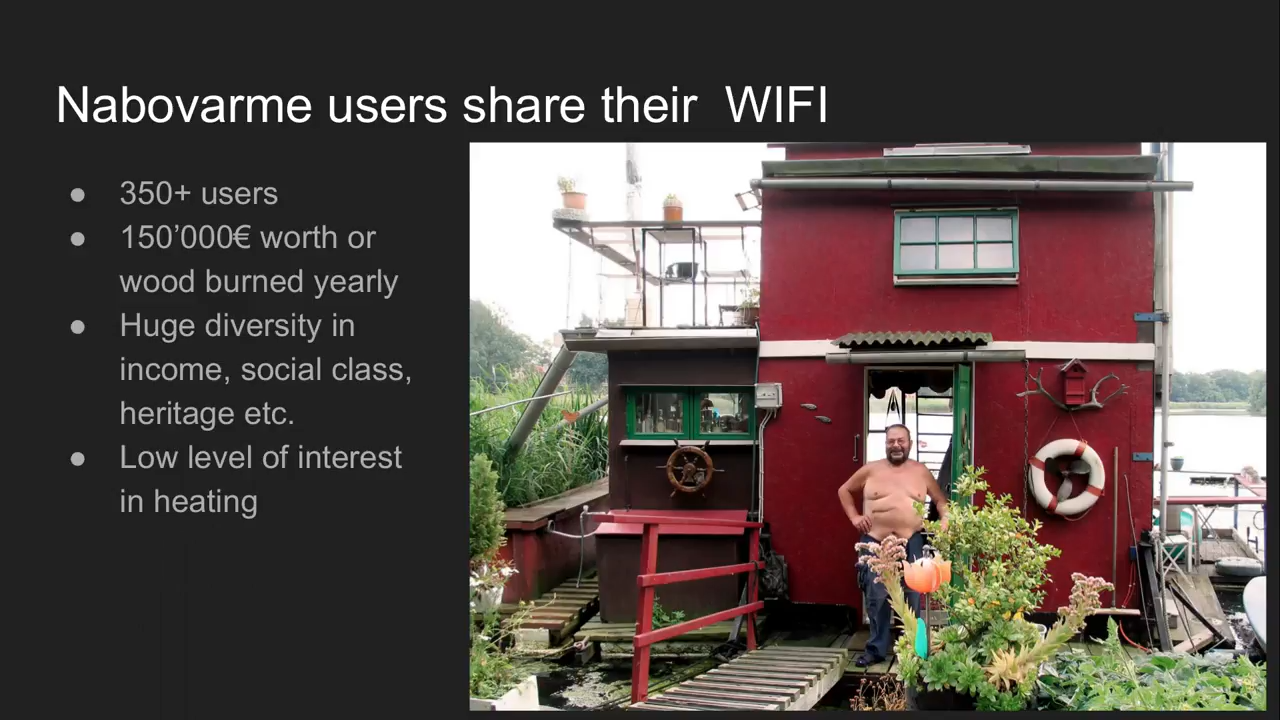 Nabovarme users share their  WIFI
● 350+ users
● 150’000€ worth or
wood burned yearly
● Huge diversity in
income, social class,
heritage etc.
● Low level of interest
in heating